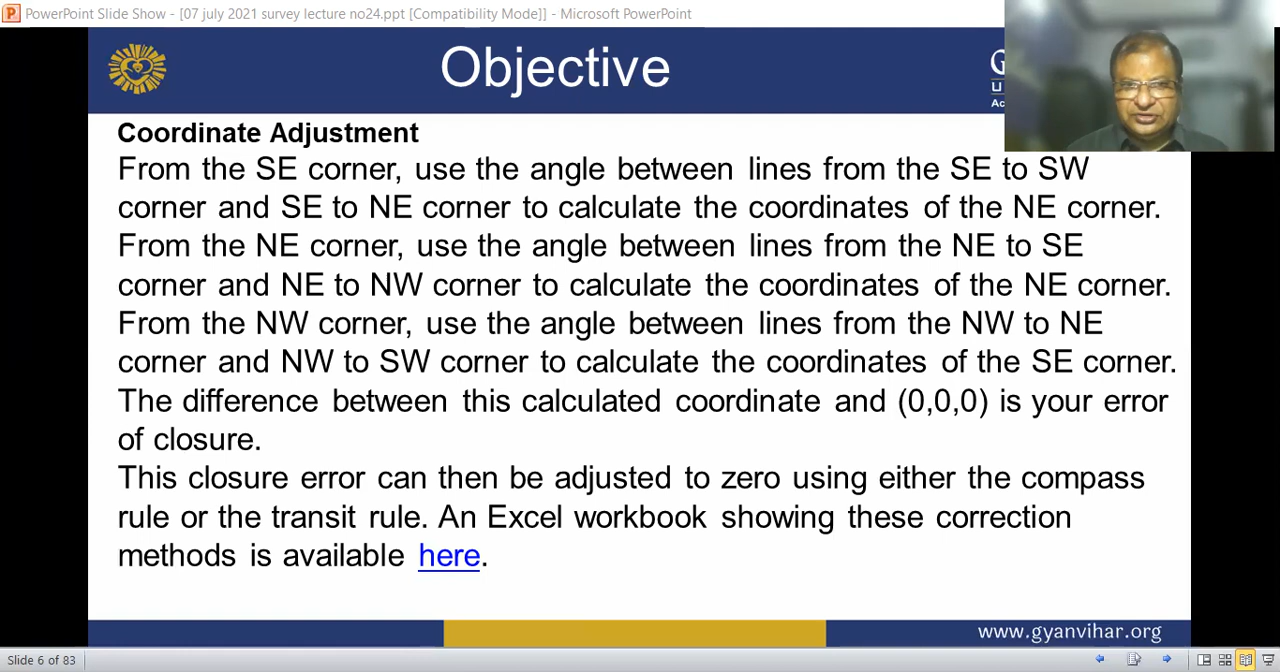 PowerPoint Slide Show - [07 july 2021 survey lecture no24.ppt [Compatibility Mode]] - Microsoft PowerPoint
Objective
Coordinate Adjustment
From the SE corner, use the angle between lines from the SE to SW
corner and SE to NE corner to calculate the coordinates of the NE corner.
From the NE corner, use the angle between lines from the NE to SE
corner and NE to NW corner to calculate the coordinates of the NE corner.
From the NW corner, use the angle between lines from the NW to NE
corner and NW to SW corner to calculate the coordinates of the SE corner.
The difference between this calculated coordinate and (0,0,0) is your error
of closure.
This closure error can then be adjusted to zero using either the compass
rule or the transit rule. An Excel workbook showing these correction
methods is available here.
www.gyanvihar.org
Slide 6 of 83